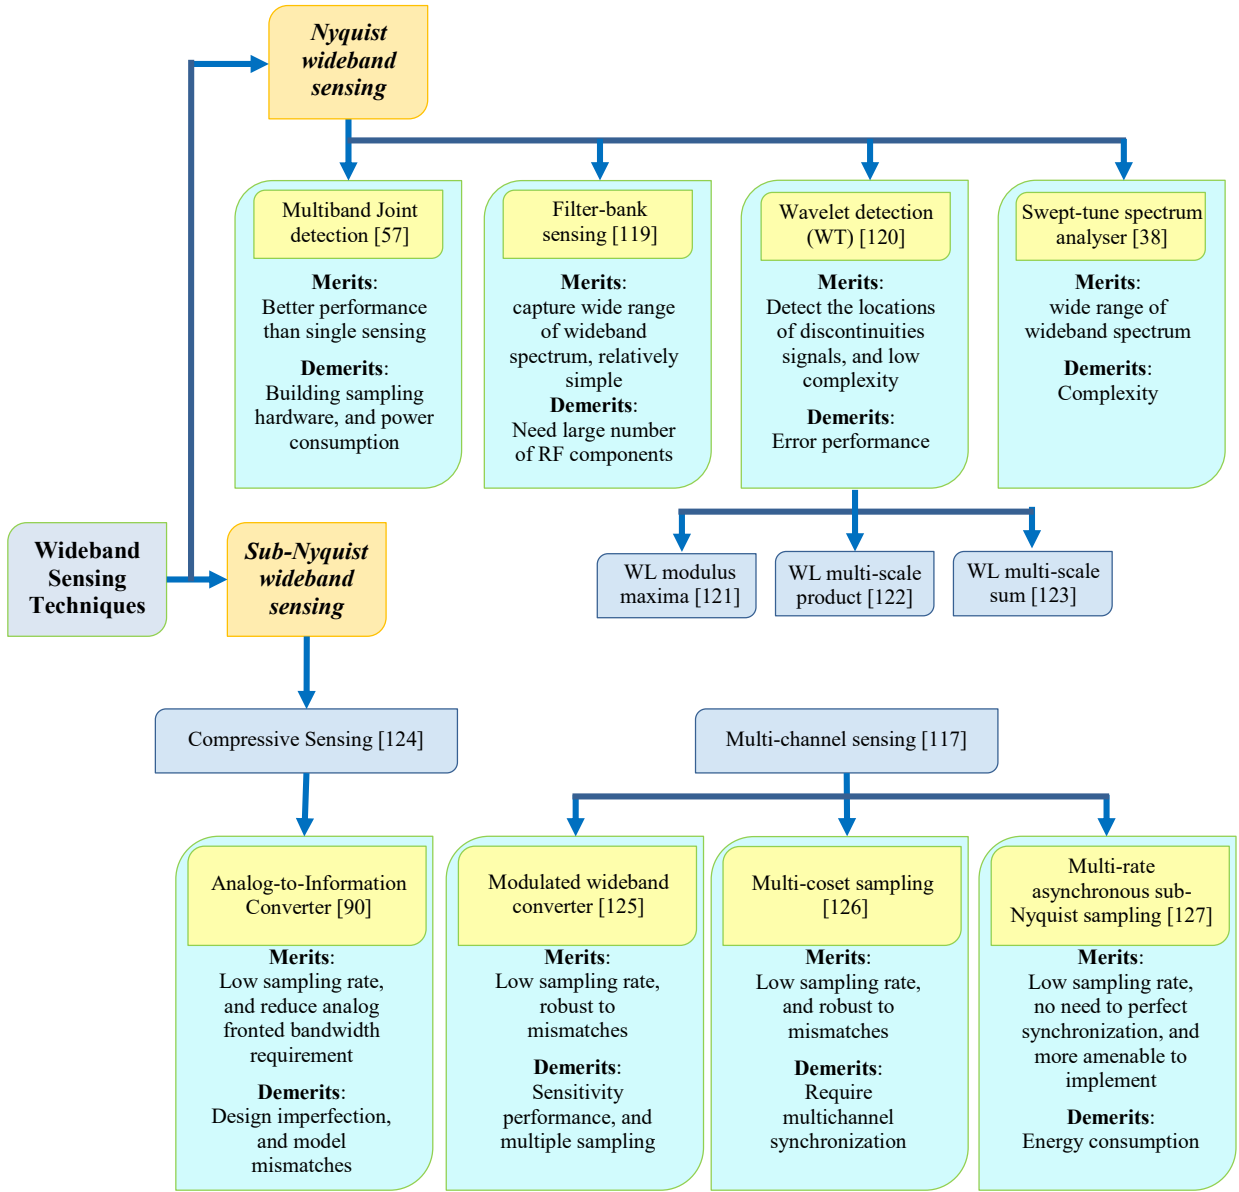 Nyquist
wideband
sensing
Multiband Joint
detection [57]
Merits:
Better performance
than single sensing
Demerits:
Building sampling
hardware, and power
consumption
Filter-bank
sensing [119]
Merits:
capture wide range
of wideband
spectrum, relatively
simple
Demerits:
Need large number
of RF components
Wavelet detection
(WT) [120]
Merits:
Detect the locations
of discontinuities
signals, and low
complexity
Demerits:
Error performance
Swept-tune spectrum
analyser [38]
Merits:
wide range of
wideband spectrum
Demerits:
Complexity
WL modulus
maxima [121]
WL multi-scale
product [122]
WL multi-scale
sum [123]
Wideband
Sensing
Techniques
Sub-Nyquist
wideband
sensing
Compressive Sensing [124]
Multi-channel sensing [117]
Analog-to-Information
Converter [90]
Merits:
Low sampling rate,
and reduce analog
fronted bandwidth
requirement
Demerits:
Design imperfection,
and model
mismatches
Modulated wideband
converter [125]
Merits:
Low sampling rate,
robust to
mismatches
Demerits:
Sensitivity
performance, and
multiple sampling
Multi-coset sampling
[126]
Merits:
Low sampling rate,
and robust to
mismatches
Demerits:
Require
multichannel
synchronization
Multi-rate
asynchronous sub-
Nyquist sampling [127]
Merits:
Low sampling rate,
no need to perfect
synchronization, and
more amenable to
implement
Demerits:
Energy consumption